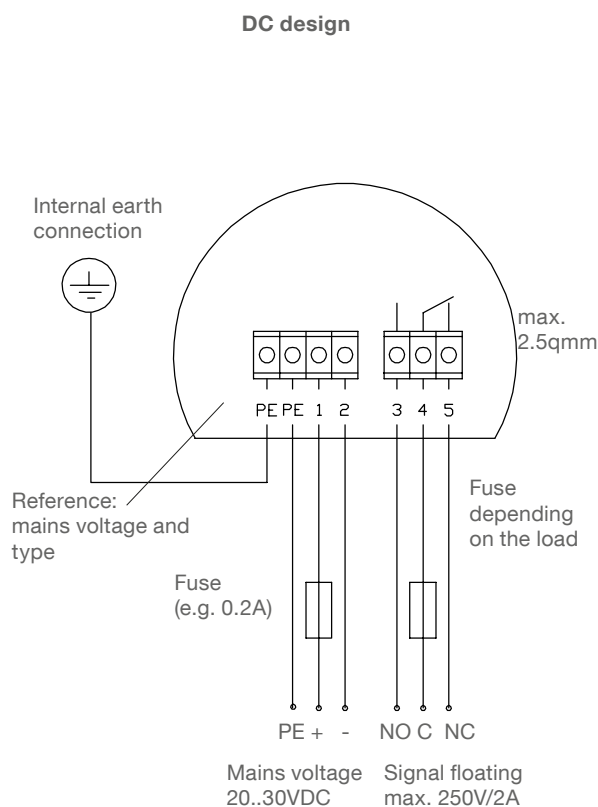 DC design
Internal earth
connection
max.
2.5qmm
PE PE 1 2 3 4 5
Reference:
mains voltage and
type
Fuse
depending
on the load
Fuse
(e.g. 0.2A)
PE + - NO C NC
Mains voltage
20..30VDC
Signal floating
max. 250V/2A